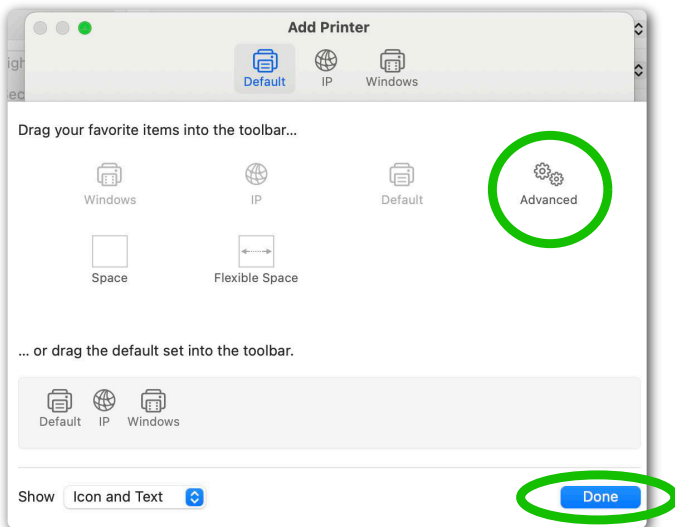 Add Printer
Default IP Windows
Drag your favorite items into the toolbar...
Windows IP Default Advanced
Space Flexible Space
... or drag the default set into the toolbar.
Default IP Windows
Show Icon and Text Done